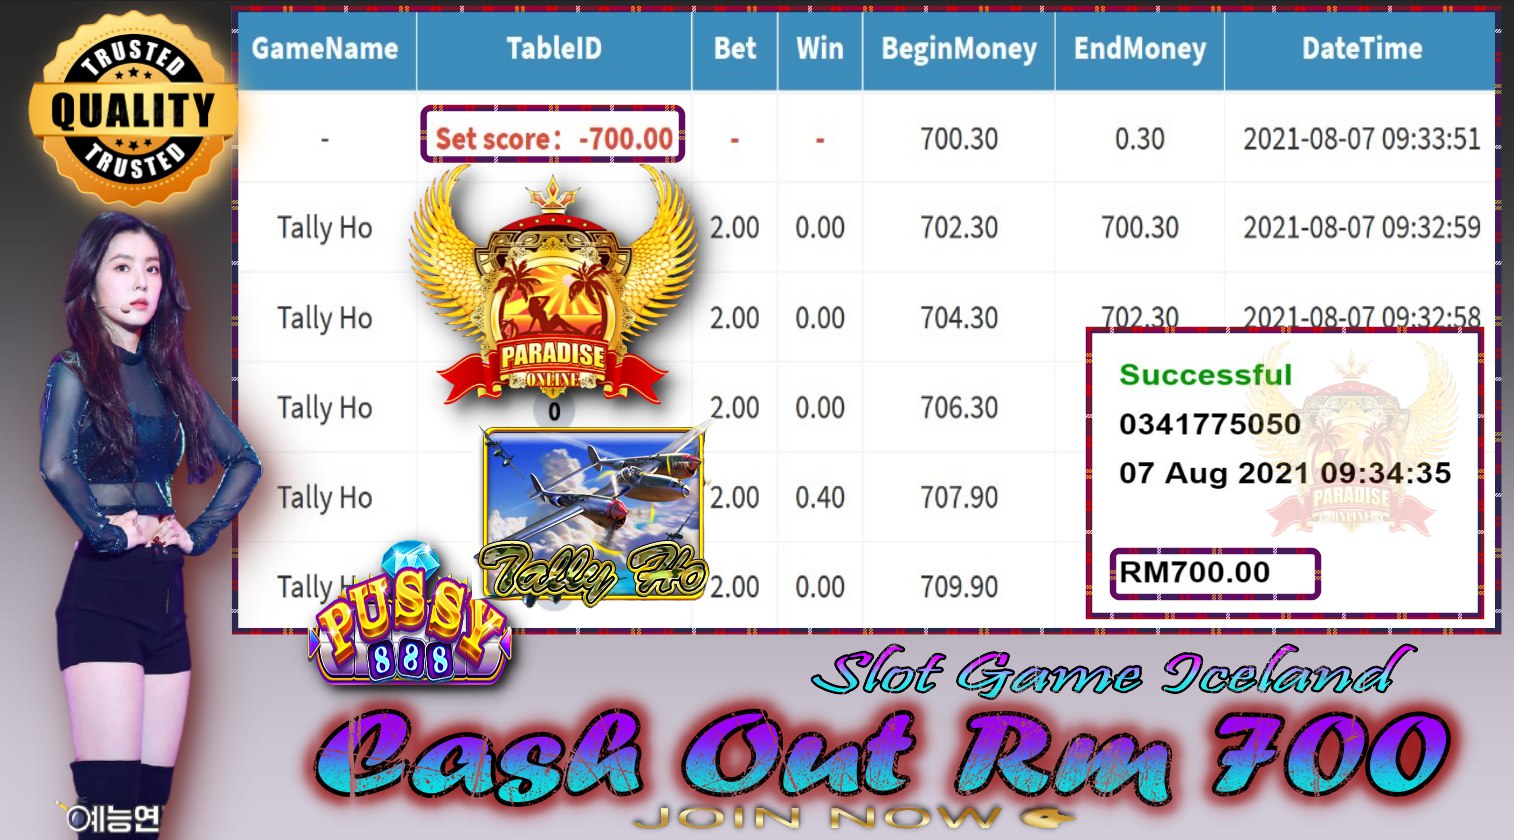 TRUSTED
QUALITY
TRUSTED
GameName TableID Bet Win BeginMoney EndMoney DateTime
- Set score: -700.00 - - 700.30 0.30 2021-08-07 09:33:51
Tally Ho 2.00 0.00 702.30 700.30 2021-08-07 09:32:59
Tally Ho 2.00 0.00 704.30 702.30 2021-08-07 09:32:58
PARADISE
ONLINE
Tally Ho 0 2.00 0.00 706.30
Tally Ho 2.00 0.40 707.90
Tally 2.00 0.00 709.90
Tally Ho
PUSSY
888
Successful
0341775050
07 Aug 2021 09:34:35
PARADISE
ONLINE
RM700.00
Slot Game Iceland
Cash Out Rm 700
JOIN NOW
예능연